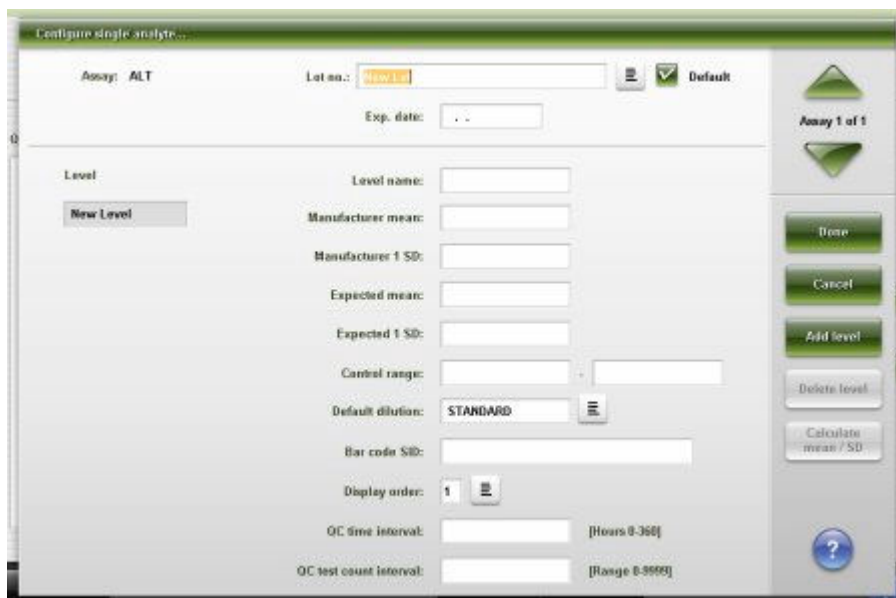 Configure single analyte...
Assay: ALT
Lot no.: New Lot
Default
Exp. date: . .
Assay 1 of 1
Level
New Level
Level name:
Manufacturer mean:
Manufacturer 1 SD:
Expected mean:
Expected 1 SD:
Control range: -
Default dilution: STANDARD
Bar code SID:
Display order: 1
QC time interval: [Hours 0-360]
QC test count interval: [Range 0-9999]
Done
Cancel
Add level
Delete level
Calculate
mean / SD
?